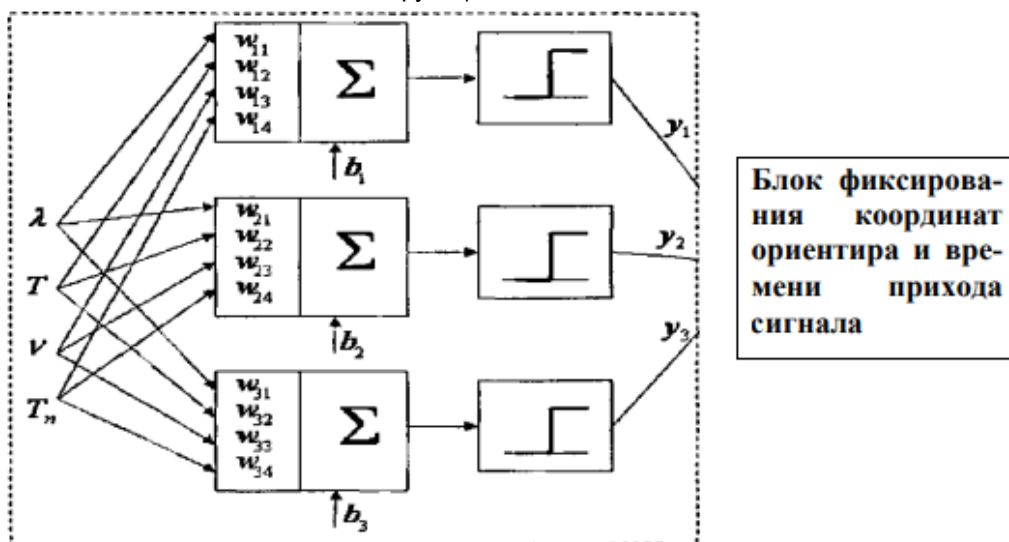 w11
w12
w13
w14
Σ
b1
y1
λ
T
V
Tn
w21
w22
w23
w24
Σ
b2
y2
w31
w32
w33
w34
Σ
b3
y3
Блок фиксирова-
ния координат
ориентира и вре-
мени прихода
сигнала